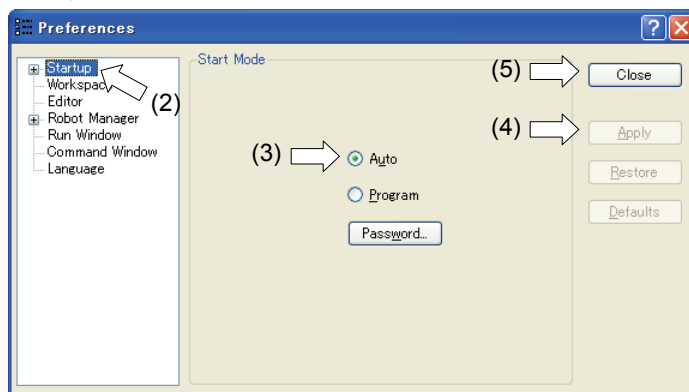 Preferences
Startup
Workspac
Editor
Robot Manager
Run Window
Command Window
Language
(2)
Start Mode
(3)
Auto
Program
Password...
(5)
Close
(4)
Apply
Restore
Defaults